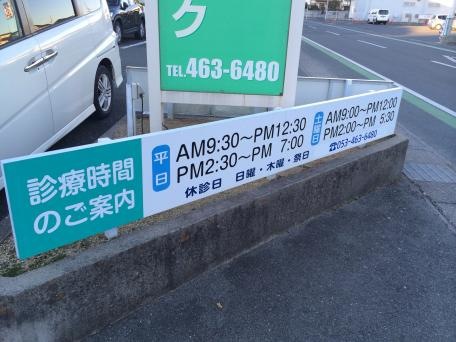 ケ
TEL.463-6480
診療時間
のご案内
平日
AM9:30~PM12:30
PM2:30~PM 7:00
土曜日
AM9:00~PM12:00
PM2:00~PM 5:30
休診日 日曜・木曜・祭日
☎053-463-6480